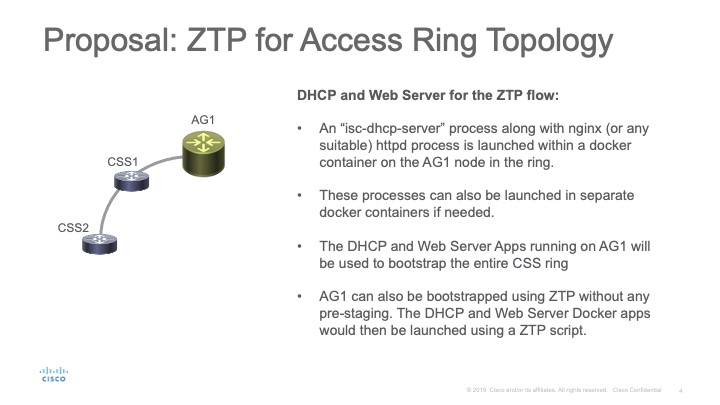 Proposal: ZTP for Access Ring Topology
DHCP and Web Server for the ZTP flow:
AG1
CSS1
CSS2
• An “isc-dhcp-server” process along with nginx (or any
suitable) httpd process is launched within a docker
container on the AG1 node in the ring.
• These processes can also be launched in separate
docker containers if needed.
• The DHCP and Web Server Apps running on AG1 will
be used to bootstrap the entire CSS ring
• AG1 can also be bootstrapped using ZTP without any
pre-staging. The DHCP and Web Server Docker apps
would then be launched using a ZTP script.
CISCO
© 2019 Cisco and/or its affiliates. All rights reserved. Cisco Confidential
4